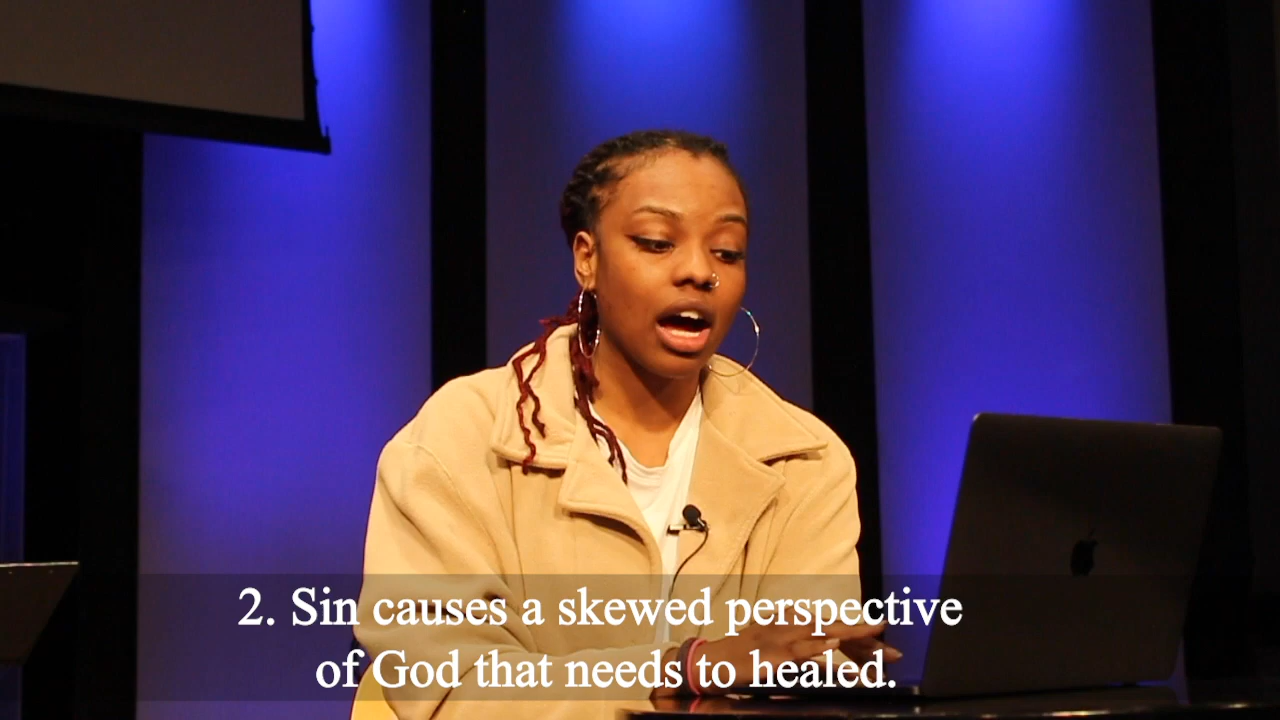 2. Sin causes a skewed perspective
of God that needs to healed.